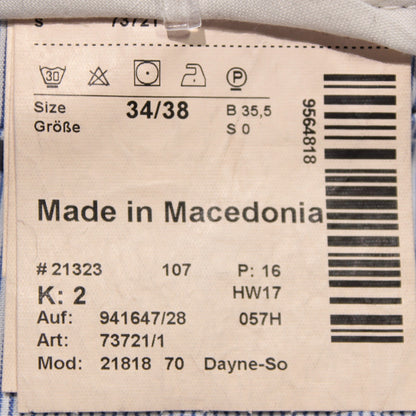 s 73721
30 P
Size 34/38 B 35,5
Größe S 0
9564818
Made in Macedonia
# 21323 107 P: 16
K: 2 HW17
Auf: 941647/28 057H
Art: 73721/1
Mod: 21818 70 Dayne-So